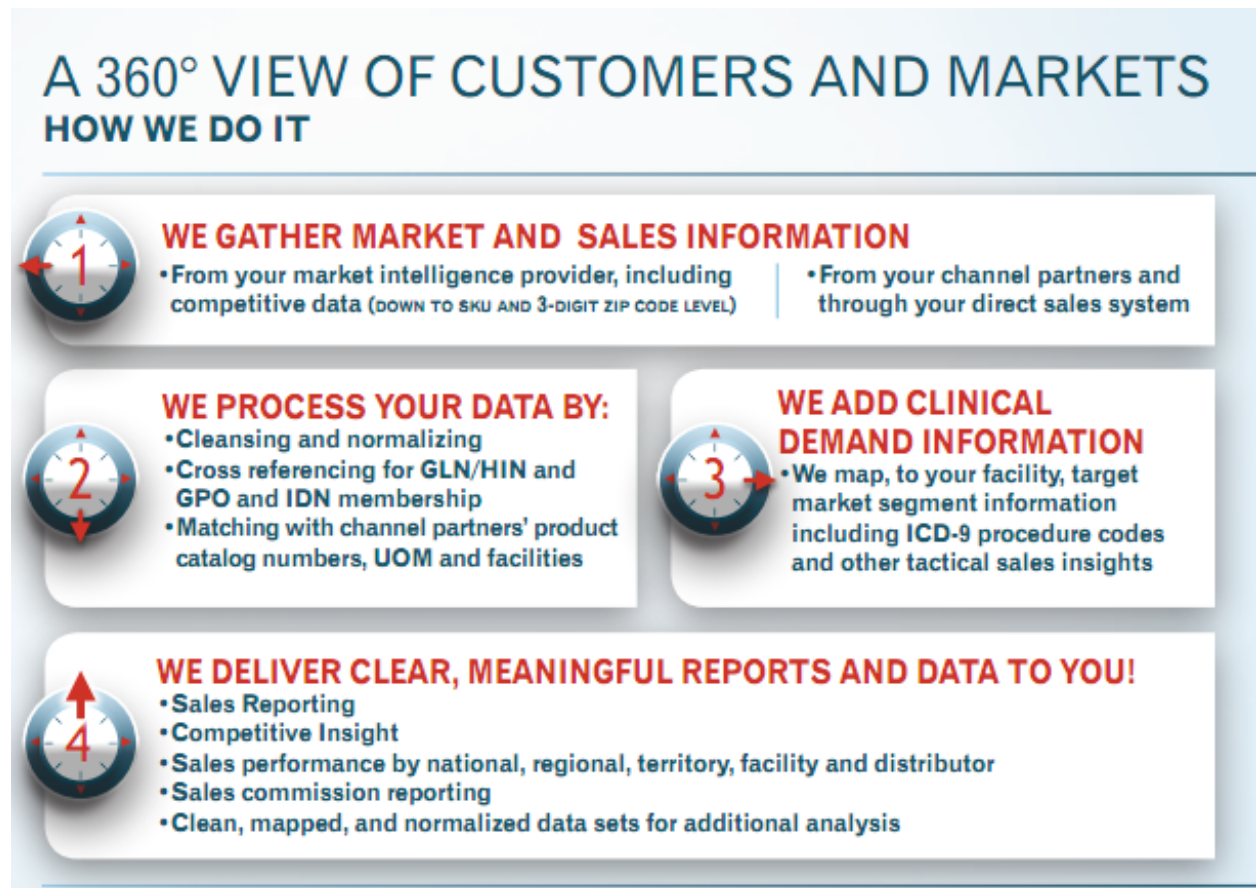 A 360° VIEW OF CUSTOMERS AND MARKETS
HOW WE DO IT
1
WE GATHER MARKET AND SALES INFORMATION
•From your market intelligence provider, including
competitive data (DOWN TO SKU AND 3-DIGIT ZIP CODE LEVEL)
•From your channel partners and
through your direct sales system
2
WE PROCESS YOUR DATA BY:
•Cleansing and normalizing
•Cross referencing for GLN/HIN and
GPO and IDN membership
•Matching with channel partners' product
catalog numbers, UOM and facilities
3
WE ADD CLINICAL
DEMAND INFORMATION
•We map, to your facility, target
market segment information
including ICD-9 procedure codes
and other tactical sales insights
4
WE DELIVER CLEAR, MEANINGFUL REPORTS AND DATA TO YOU!
•Sales Reporting
•Competitive Insight
•Sales performance by national, regional, territory, facility and distributor
•Sales commission reporting
•Clean, mapped, and normalized data sets for additional analysis